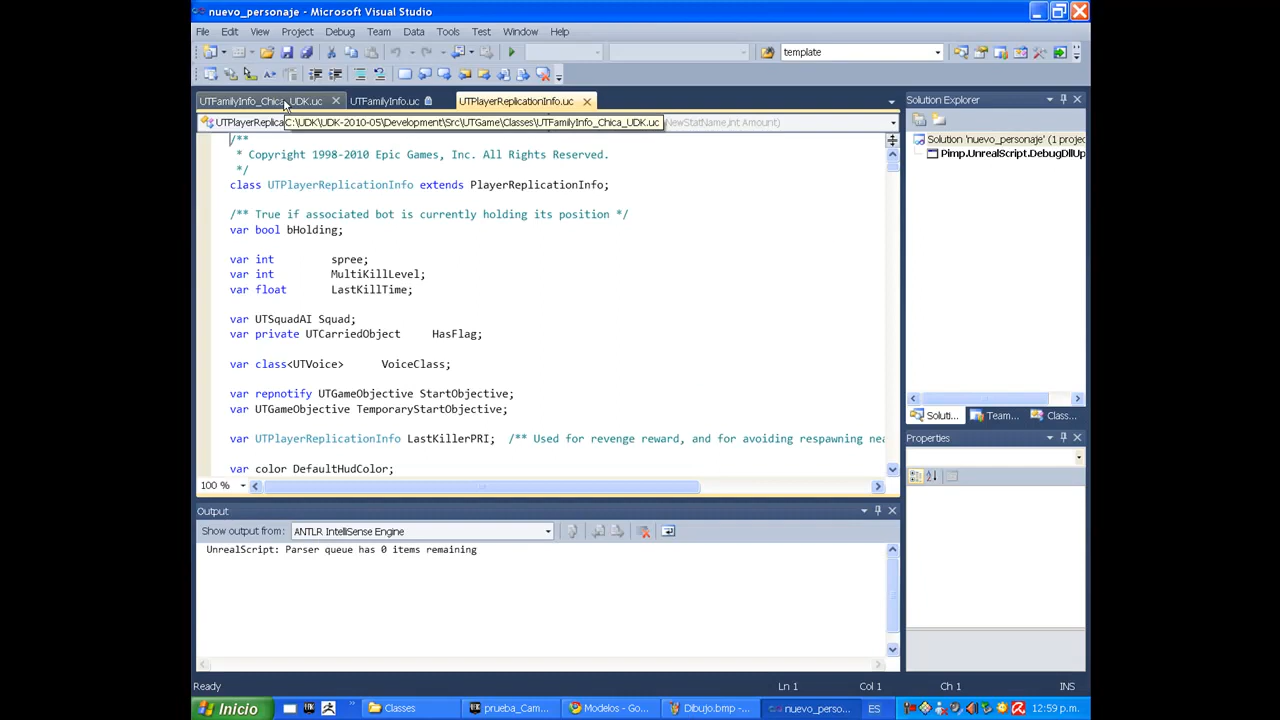 nuevo_personaje - Microsoft Visual Studio
File Edit View Project Debug Team Data Tools Test Window Help
template
UTFamilyInfo_Chica_UDK.uc UTFamilyInfo.uc UTPlayerReplicationInfo.uc
UTPlayerReplica C:\UDK\UDK-2010-05\Development\Src\UTGame\Classes\UTFamilyInfo_Chica_UDK.uc NewStatName,int Amount)
/**
* Copyright 1998-2010 Epic Games, Inc. All Rights Reserved.
*/
class UTPlayerReplicationInfo extends PlayerReplicationInfo;
/** True if associated bot is currently holding its position */
var bool bHolding;
var int spree;
var int MultiKillLevel;
var float LastKillTime;
var UTSquadAI Squad;
var private UTCarriedObject HasFlag;
var class<UTVoice> VoiceClass;
var repnotify UTGameObjective StartObjective;
var UTGameObjective TemporaryStartObjective;
var UTPlayerReplicationInfo LastKillerPRI; /** Used for revenge reward, and for avoiding respawning nea
var color DefaultHudColor;
100 %
Solution Explorer
Solution 'nuevo_personaje' (1 projec
Pimp.UnrealScript.DebugDllUp
Soluti... Team... Class...
Properties
Output
Show output from: ANTLR IntelliSense Engine
UnrealScript: Parser queue has 0 items remaining
Ready Ln 1 Col 1 Ch 1 INS
Inicio Classes prueba_Cam... Modelos - Go... Dibujo.bmp - ... nuevo_perso... ES 12:59 p.m.